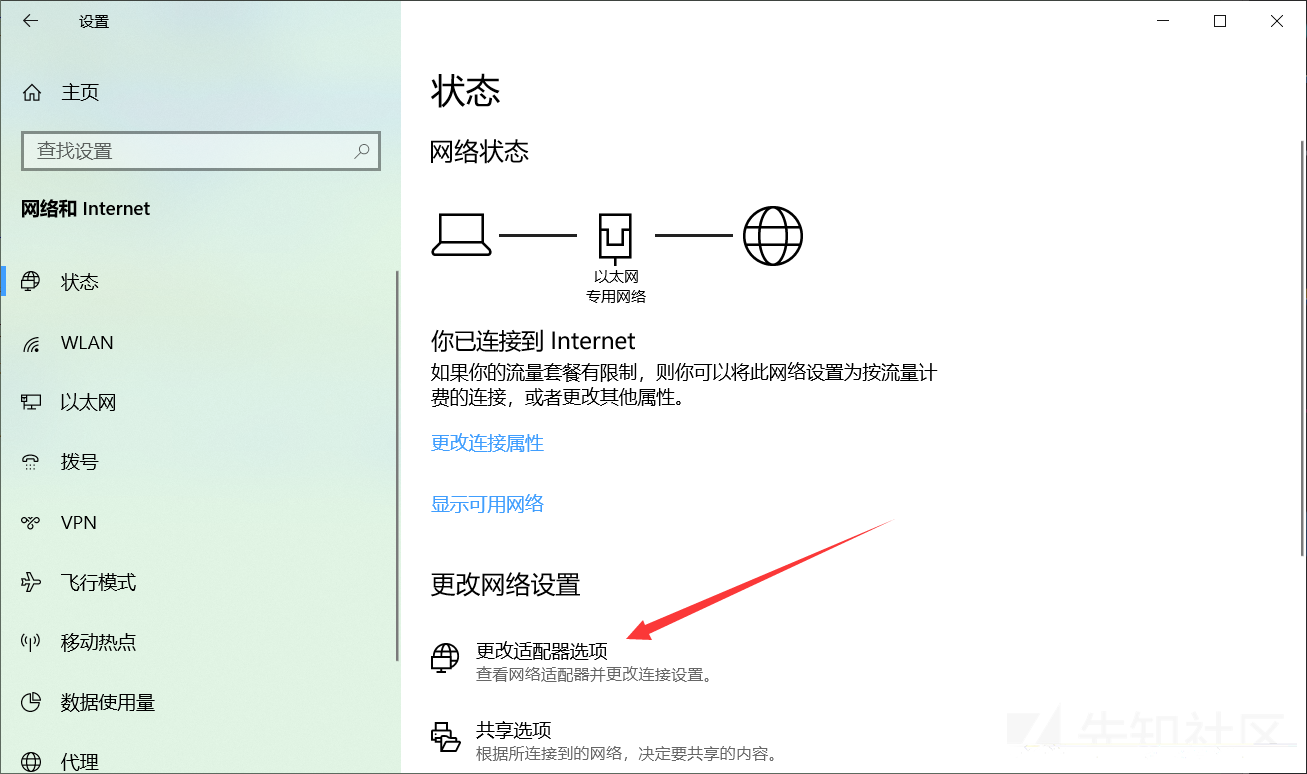 设置
主页
查找设置
网络和 Internet
状态
WLAN
以太网
拨号
VPN
飞行模式
移动热点
数据使用量
代理
状态
网络状态
以太网
专用网络
你已连接到 Internet
如果你的流量套餐有限制，则你可以将此网络设置为按流量计
费的连接，或者更改其他属性。
更改连接属性
显示可用网络
更改网络设置
更改适配器选项
查看网络适配器并更改连接设置。
共享选项
根据所连接到的网络，决定要共享的内容。
先知社区